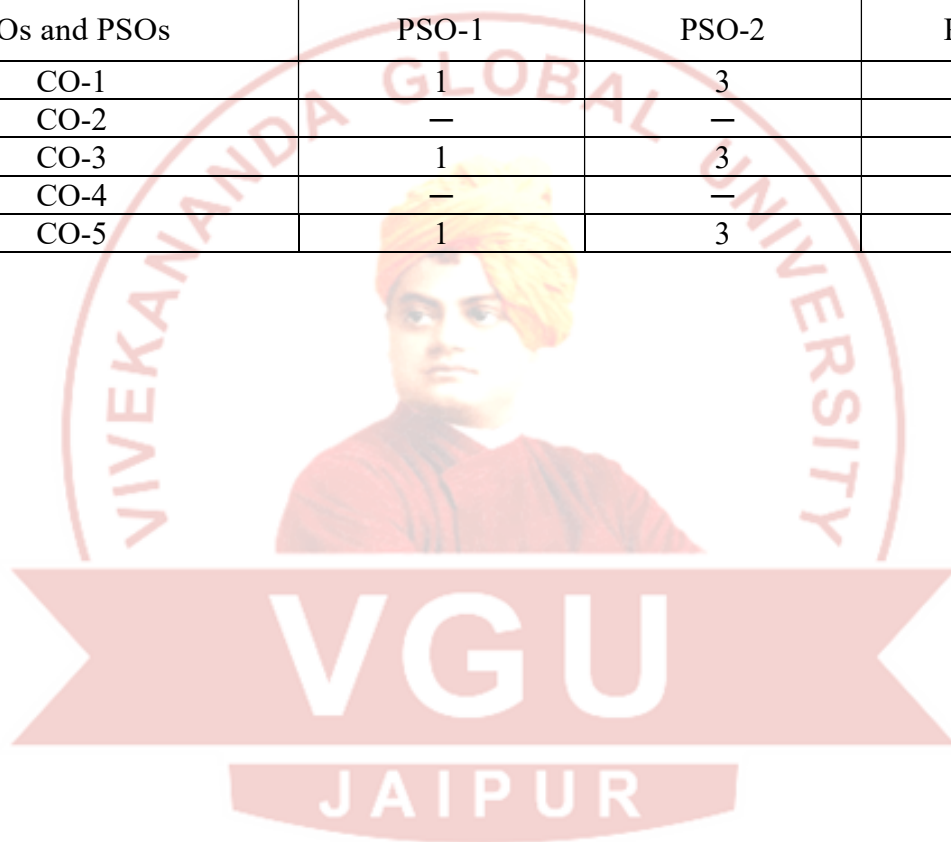 Os and PSOs PSO-1 PSO-2
CO-1 1 3
CO-2 — —
CO-3 1 3
CO-4 — —
CO-5 1 3
VIVEKANANDA GLOBAL UNIVERSITY
VGU
JAIPUR